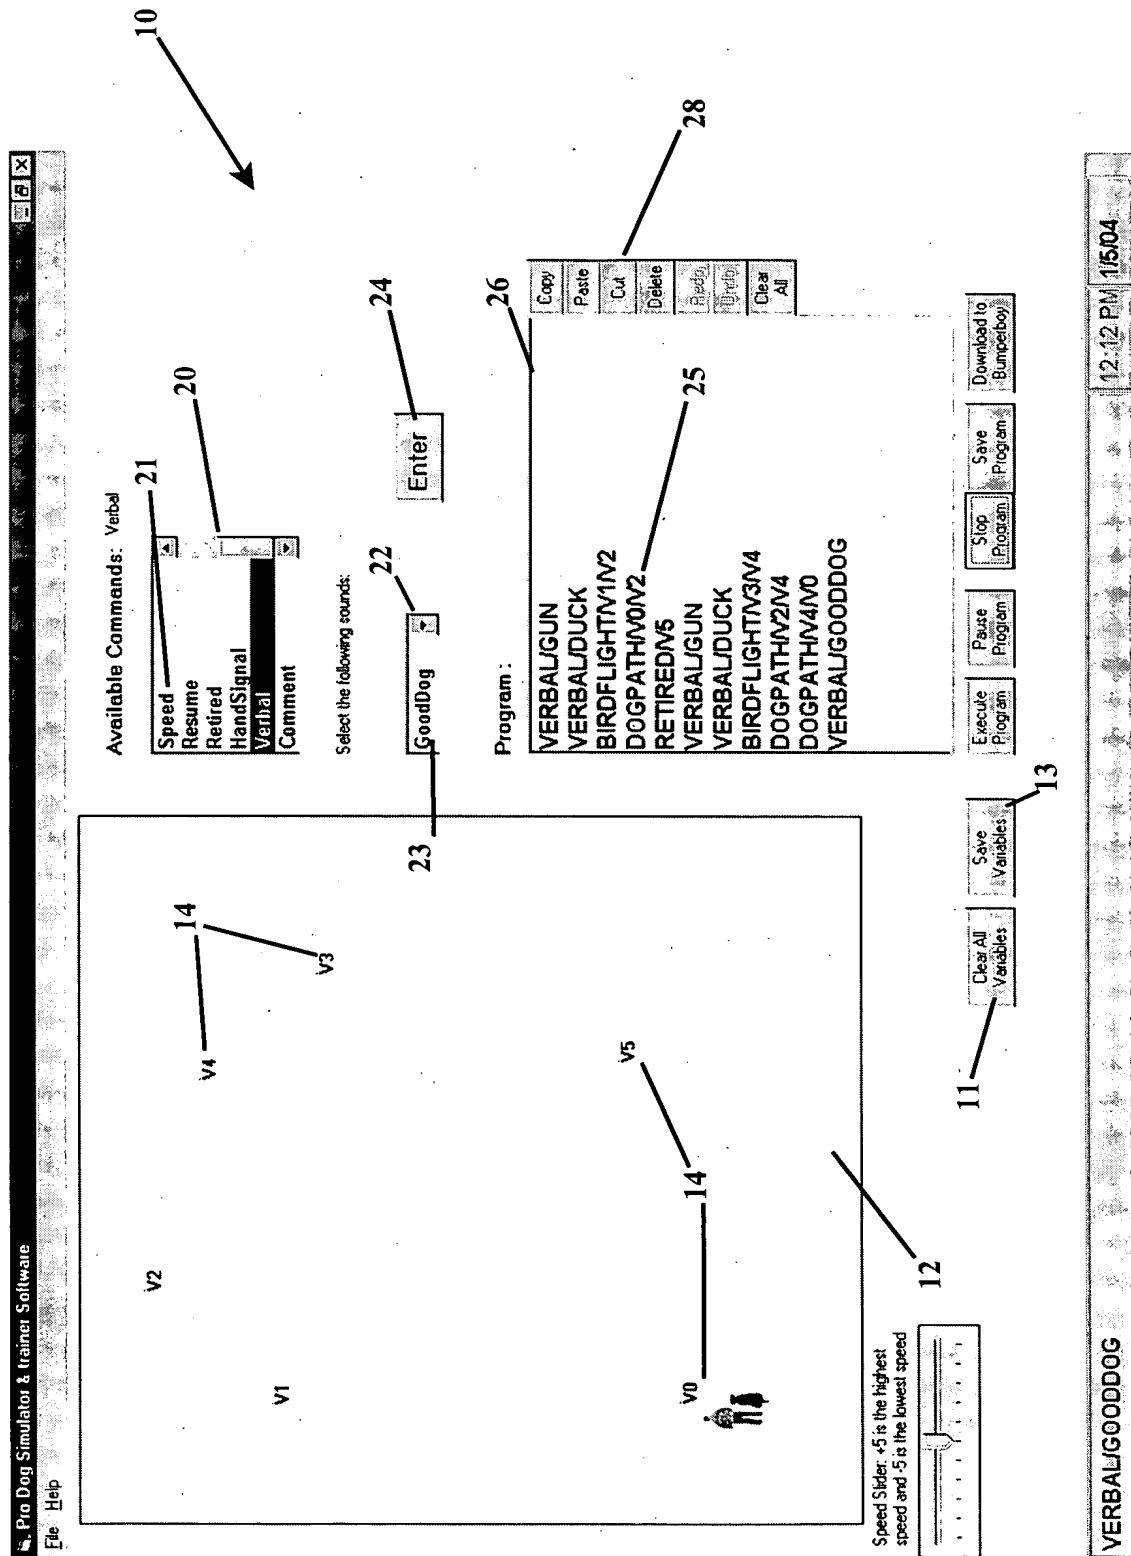 Pro Dog Simulator & trainer Software
File Help
10
Available Commands: Verbal
21
Speed
Resume
Retired
HandSignal
Verbal
Comment
20
Select the following sounds:
22
GoodDog
23
Enter
24
V2
V1
V4
14
V3
V5
14
V0
12
Program:
26
VERBAL/GUN
VERBAL/DUCK
BIRDFLIGHT/V1/V2
DOGPATH/V0/V2
RETIRED/V5
VERBAL/GUN
VERBAL/DUCK
BIRDFLIGHT/V3/V4
DOGPATH/V2/V4
DOGPATH/V4/V0
VERBAL/GOODDOG
25
Copy
Paste
Cut
Delete
Redo
Undo
Clear
All
28
Speed Slider: +5 is the highest
speed and -5 is the lowest speed
11
Clear All
Variables
Save
Variables
13
Execute
Program
Pause
Program
Stop
Program
Save
Program
Download to
Bumperboy
VERBAL/GOODDOG
12:12 PM 1/5/04